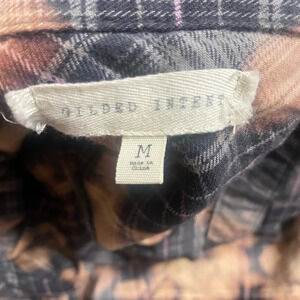 GILDED INTENT
M
made in
China